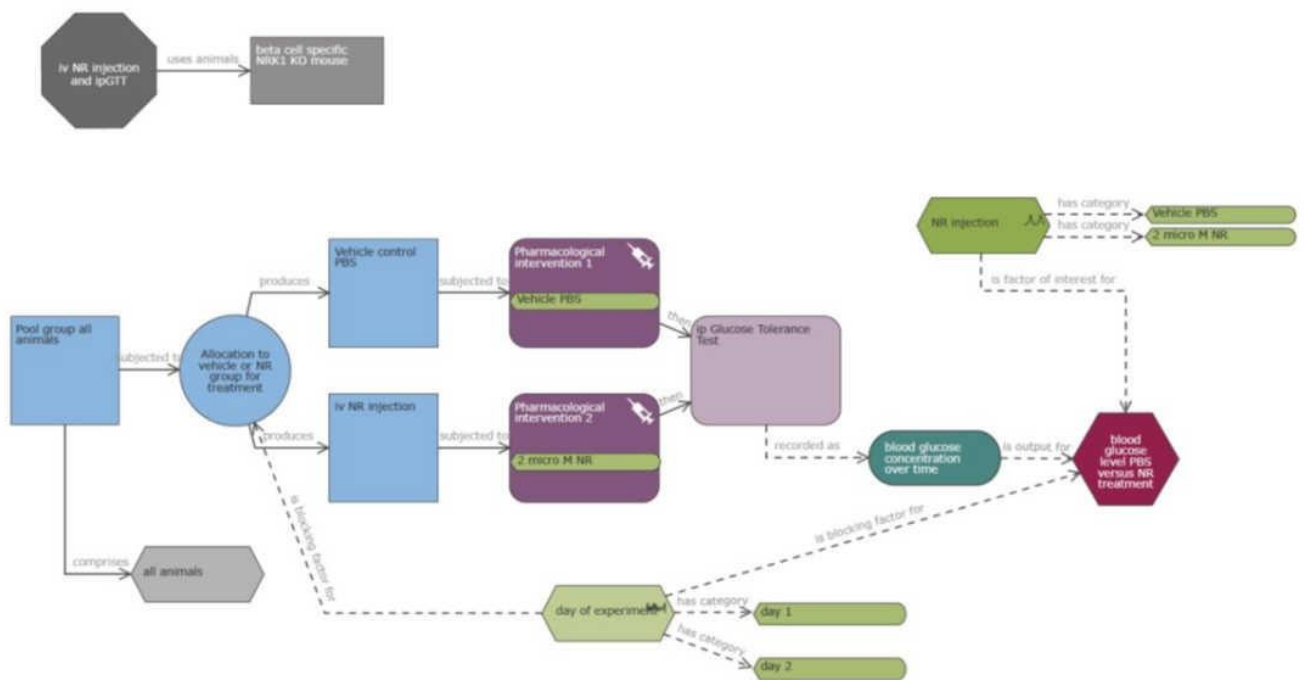 iv NR injection
and ipGTT
uses animals
beta cell specific
NRK1 KO mouse
NR injection
has category
has category
Vehicle PBS
2 micro M NR
is factor of interest for
Pool group all
animals
subjected to
Allocation to
vehicle or NR
group for
treatment
produces
produces
Vehicle control
PBS
subjected to
Pharmacological
intervention 1
Vehicle PBS
then
iv NR injection
subjected to
Pharmacological
intervention 2
2 micro M NR
then
ip Glucose Tolerance
Test
recorded as
blood glucose
concentration
over time
is output for
blood
glucose
level PBS
versus NR
treatment
comprises
all animals
is blocking factor for
is blocking factor for
day of experiment
has category
day 1
has category
day 2